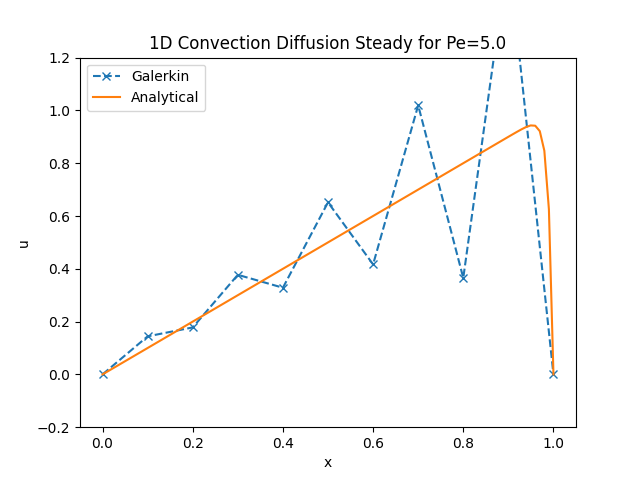 1D Convection Diffusion Steady for Pe=5.0
Galerkin
Analytical
1.2
1.0
0.8
0.6
0.4
0.2
0.0
−0.2
u
0.0 0.2 0.4 0.6 0.8 1.0
x